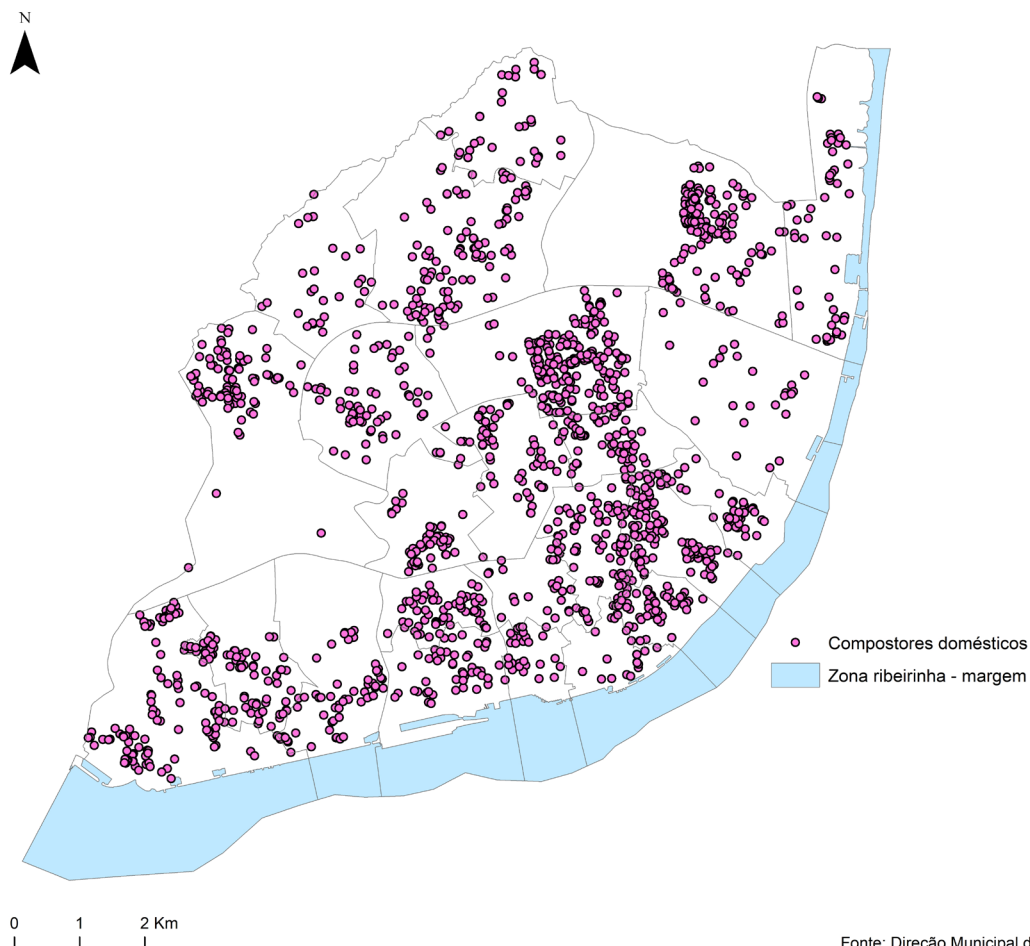 N
Compostores domésticos
Zona ribeirinha - margem
0 1 2 Km
Fonte: Direção Municipal d